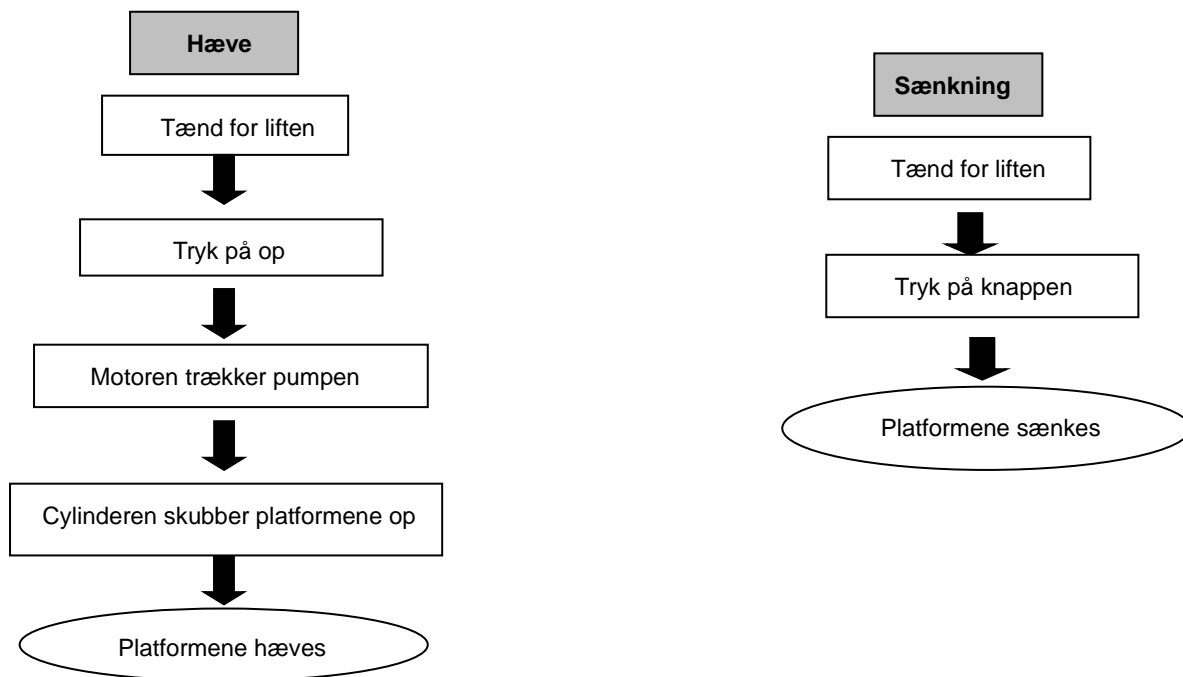 Hæve
Tænd for liften
Tryk på op
Motoren trækker pumpen
Cylinderen skubber platformene op
Platformene hæves
Sænkning
Tænd for liften
Tryk på knappen
Platformene sænkes